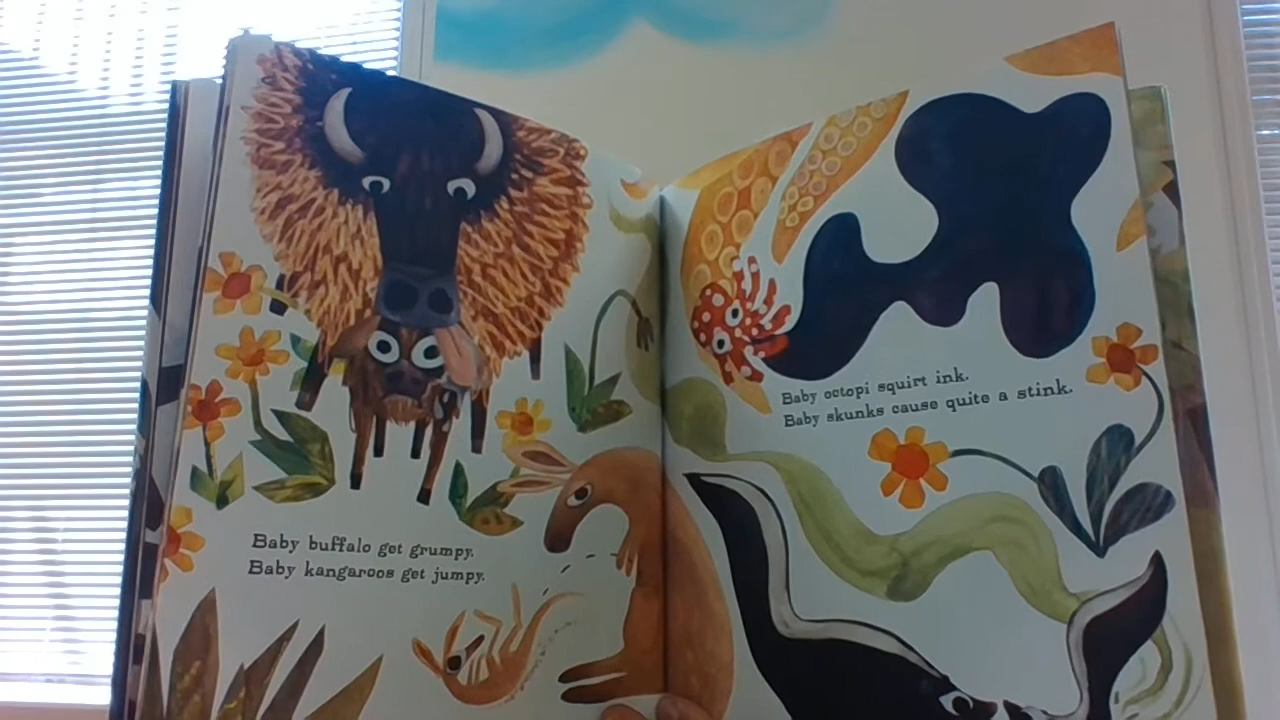 Baby buffalo get grumpy.
Baby kangaroos get jumpy.
Baby octopi squirt ink.
Baby skunks cause quite a stink.